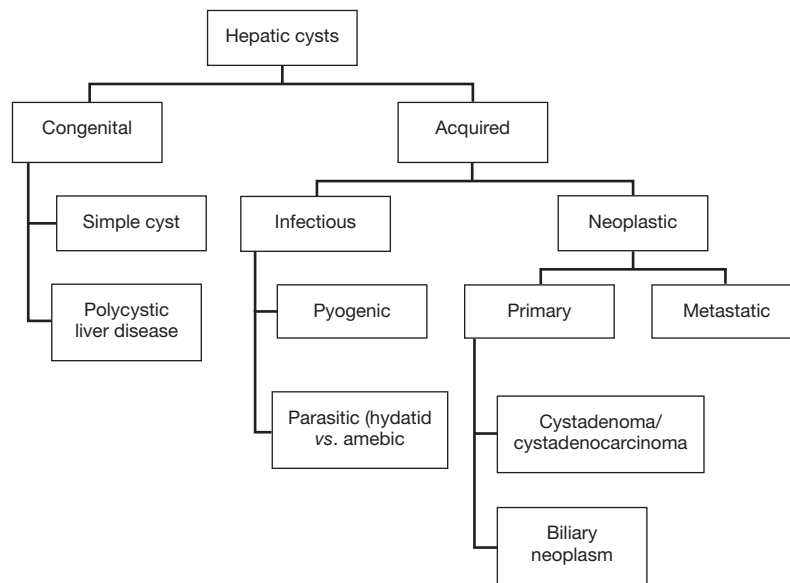 Hepatic cysts
Congenital
Acquired
Simple cyst
Infectious
Neoplastic
Polycystic
liver disease
Pyogenic
Primary
Metastatic
Parasitic (hydatid
vs. amebic
Cystadenoma/
cystadenocarcinoma
Biliary
neoplasm